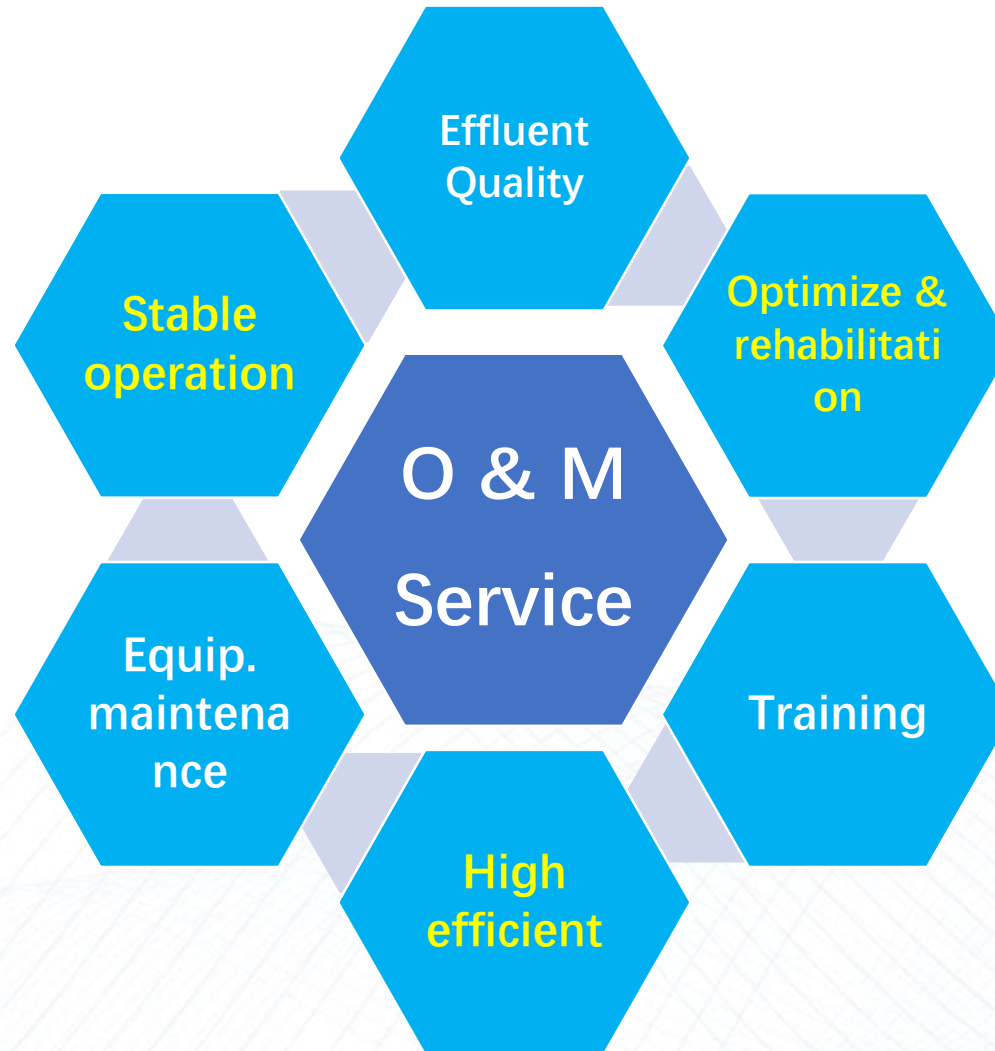 Effluent
Quality
Optimize &
rehabilitati
on
Stable
operation
O & M
Service
Equip.
maintena
nce
Training
High
efficient